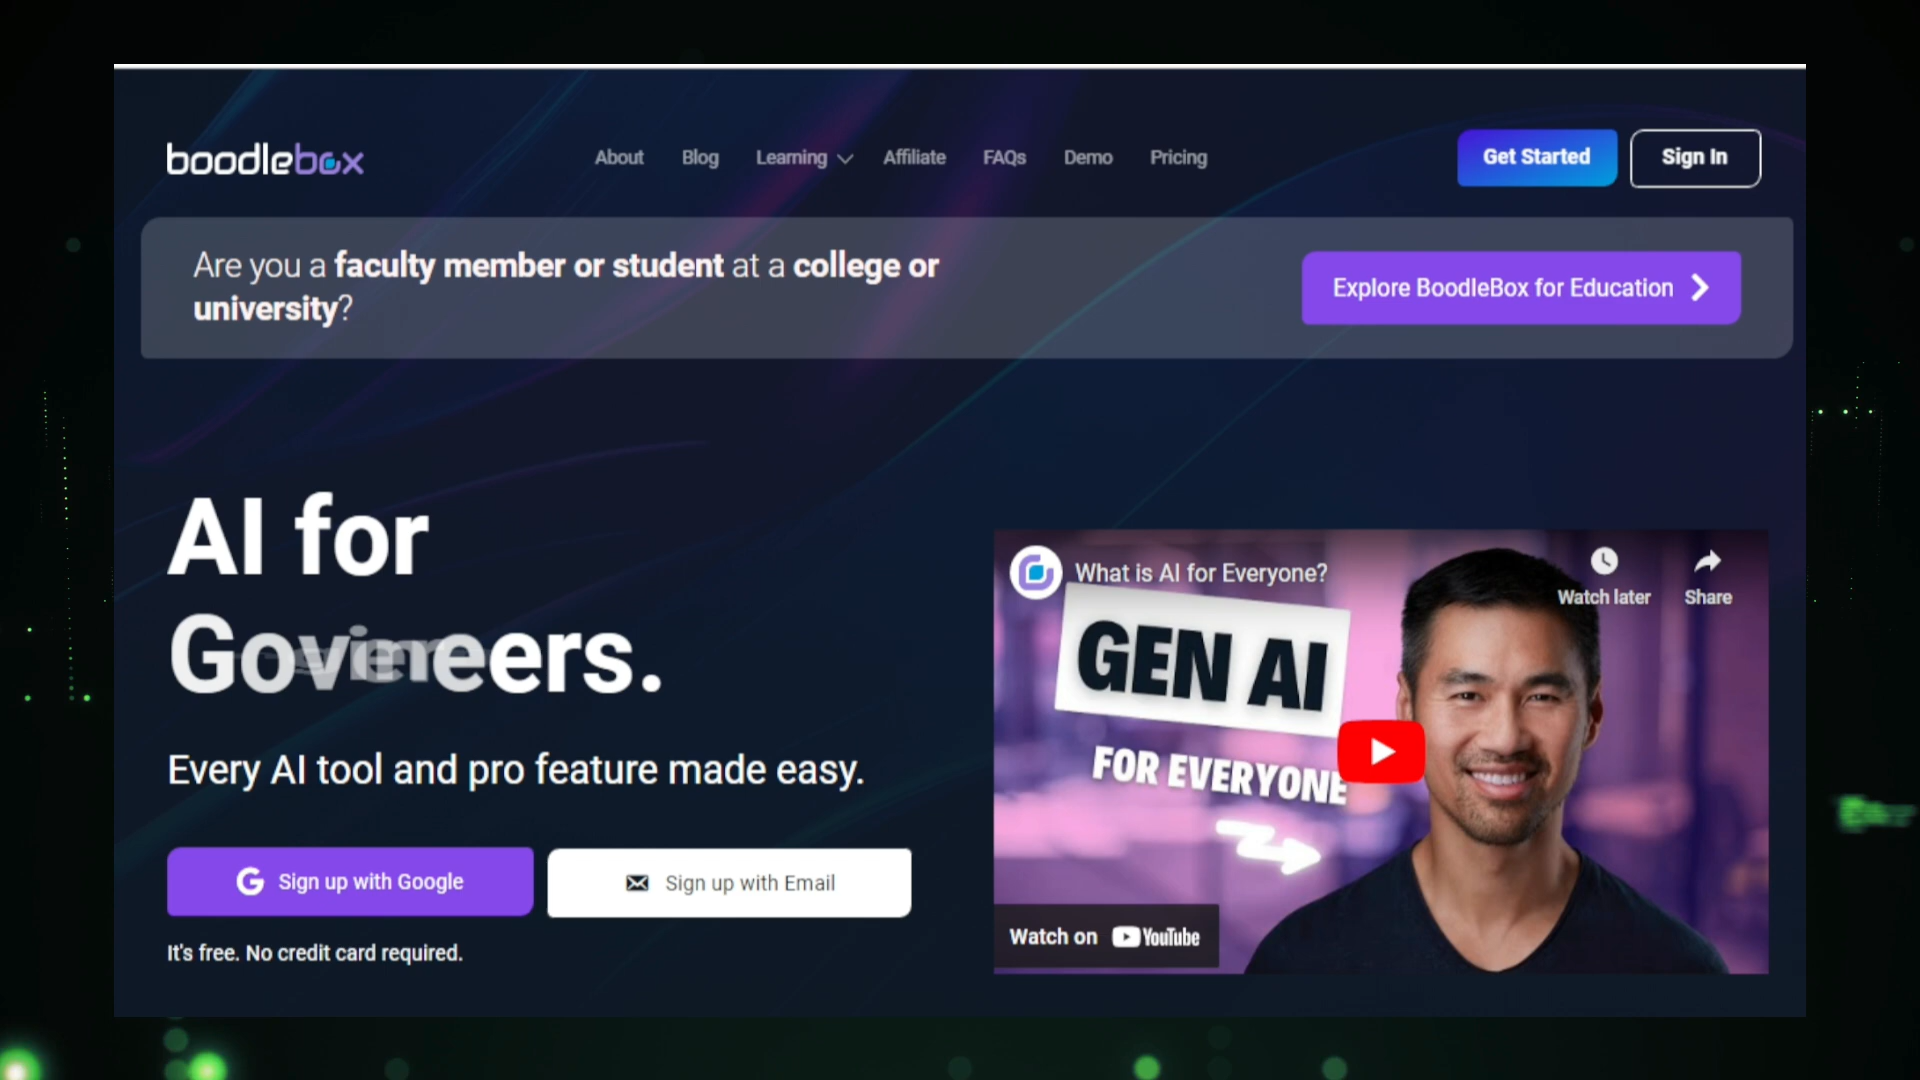 boodlebox
About Blog Learning Affiliate FAQs Demo Pricing
Get Started
Sign In
Are you a faculty member or student at a college or
university?
Explore BoodleBox for Education
AI for
Every AI tool and pro feature made easy.
Sign up with Google
Sign up with Email
It's free. No credit card required.
What is AI for Everyone?
Watch later
Share
GEN AI
FOR EVERYONE
Watch on YouTube